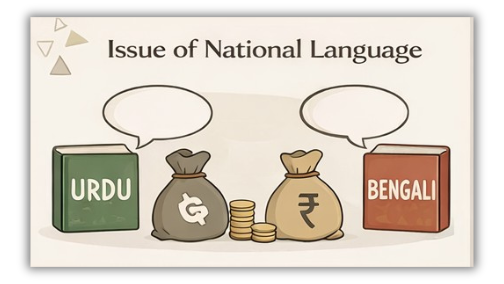 Issue of National Language
URDU
BENGALI
₹